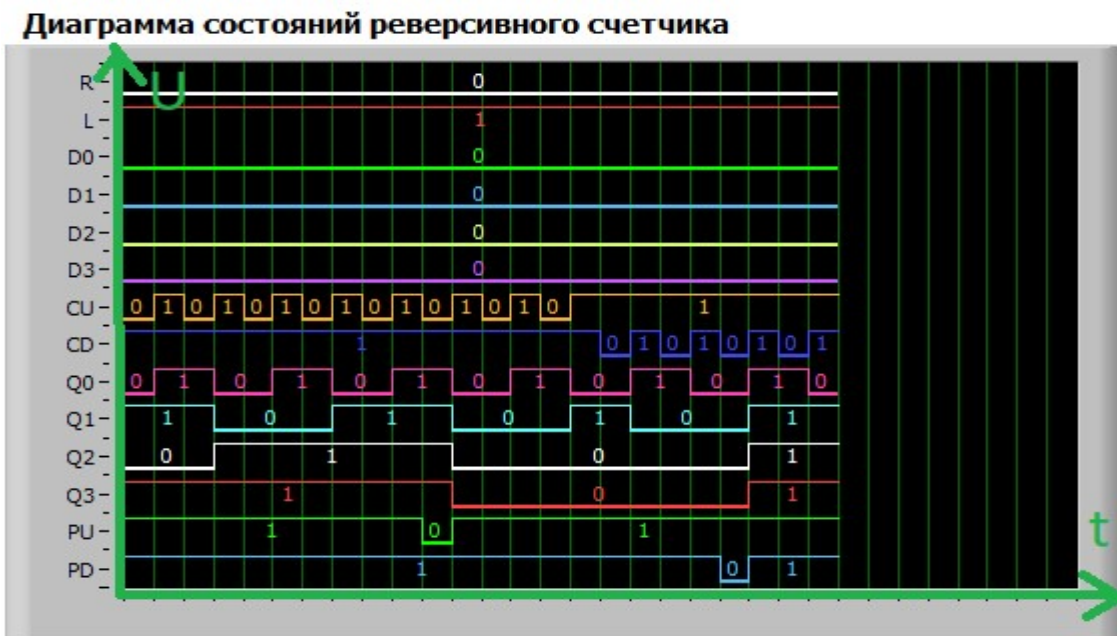 Диаграмма состояний реверсивного счетчика
U
R 0
L 1
D0 0
D1 0
D2 0
D3 0
CU 0 1 0 1 0 1 0 1 0 1 0 1 0 1 0 1
CD 1 0 1 0 1 0 1 0 1
Q0 0 1 0 1 0 1 0 1 0 1 0 1 0
Q1 1 0 1 0 1 0 1
Q2 0 1 0 1
Q3 1 0 1
PU 1 0 1
PD 1 0 1
t